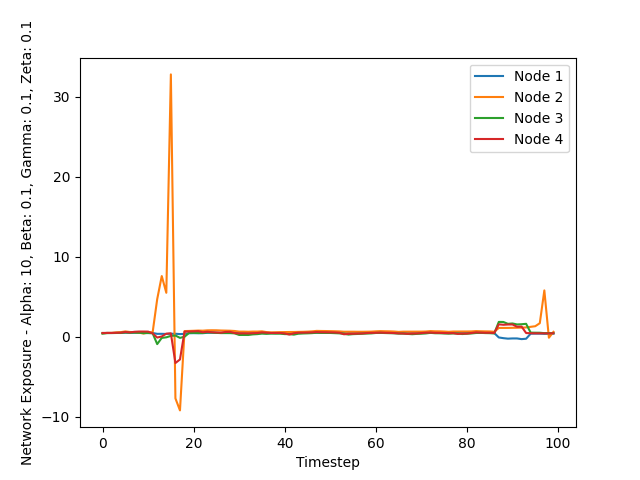 Network Exposure - Alpha: 10, Beta: 0.1, Gamma: 0.1, Zeta: 0.1
30
20
10
0
−10
Node 1
Node 2
Node 3
Node 4
0 20 40 60 80 100
Timestep